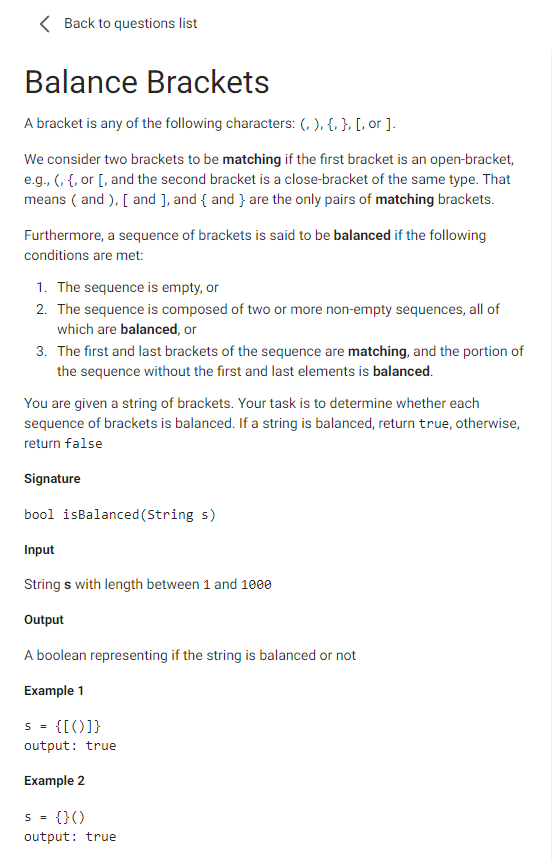 Back to questions list
Balance Brackets
A bracket is any of the following characters: (, ), {, }, [, or ].
We consider two brackets to be matching if the first bracket is an open-bracket,
e.g., (, {, or [, and the second bracket is a close-bracket of the same type. That
means ( and ), [ and ], and { and } are the only pairs of matching brackets.
Furthermore, a sequence of brackets is said to be balanced if the following
conditions are met:
1. The sequence is empty, or
2. The sequence is composed of two or more non-empty sequences, all of
which are balanced, or
3. The first and last brackets of the sequence are matching, and the portion of
the sequence without the first and last elements is balanced.
You are given a string of brackets. Your task is to determine whether each
sequence of brackets is balanced. If a string is balanced, return true, otherwise,
return false
Signature
bool isBalanced(String s)
Input
String s with length between 1 and 1000
Output
A boolean representing if the string is balanced or not
Example 1
s = {[()]}
output: true
Example 2
s = {}()
output: true